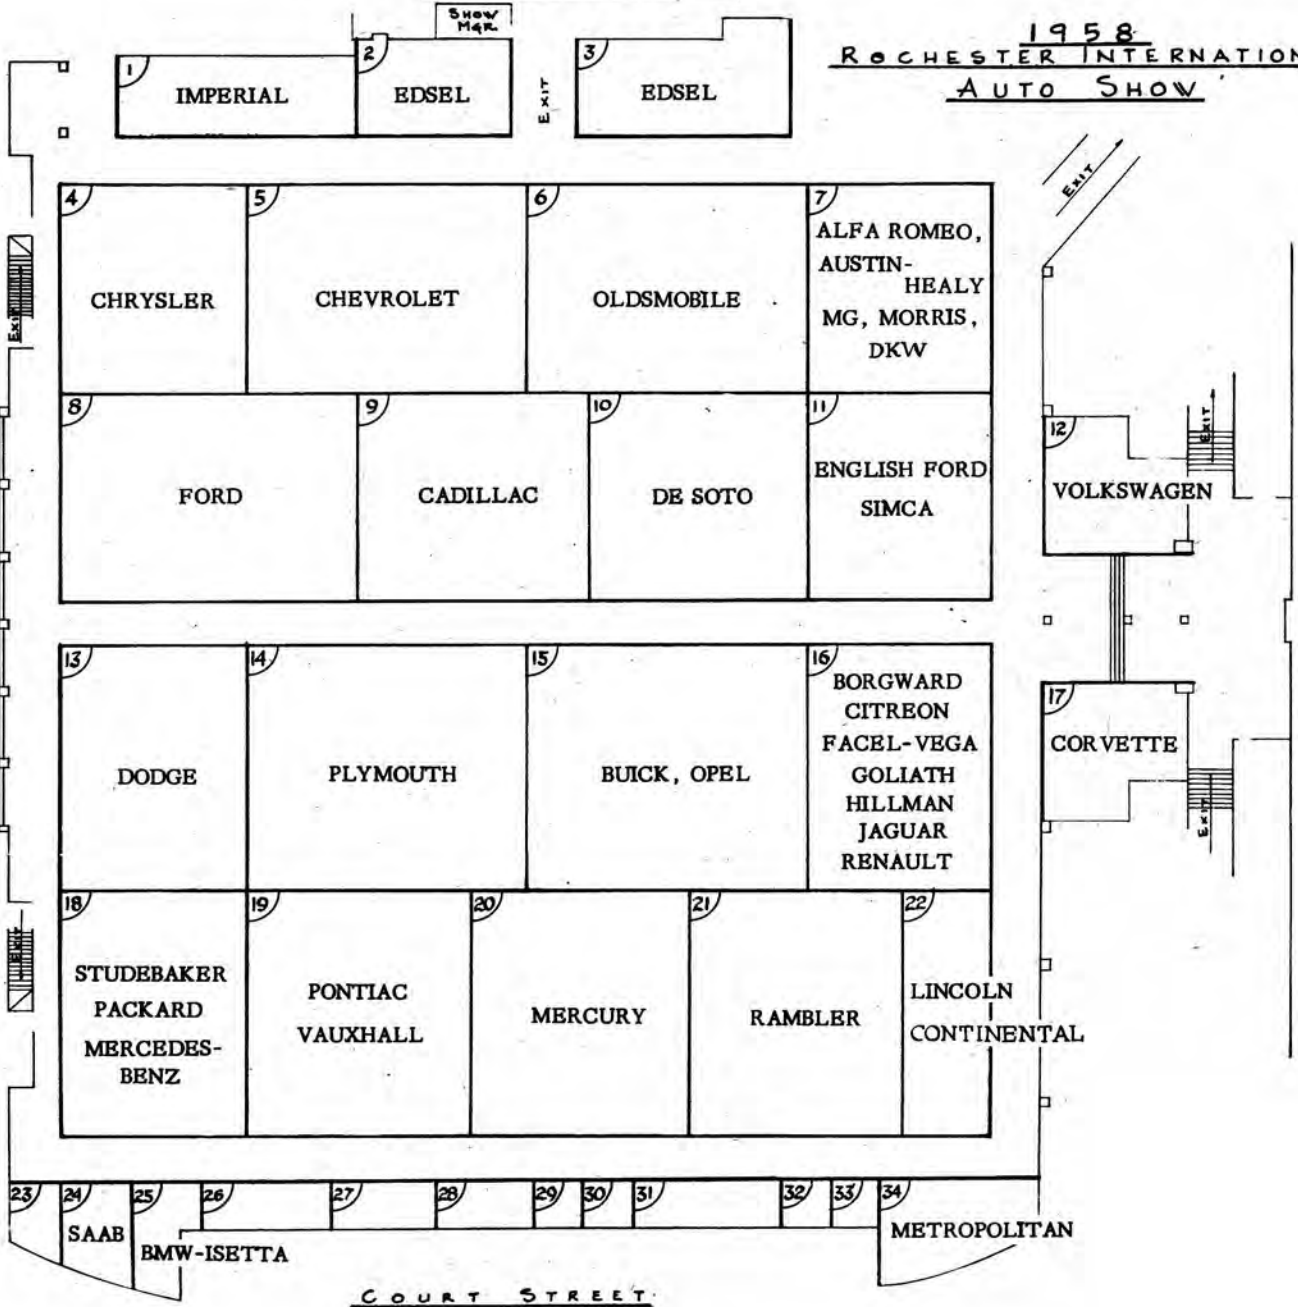 1958
ROCHESTER INTERNATION
AUTO SHOW
SHOW
MGR.
1
IMPERIAL
2
EDSEL
EXIT
3
EDSEL
EXIT
4
CHRYSLER
5
CHEVROLET
6
OLDSMOBILE
7
ALFA ROMEO,
AUSTIN-
HEALY
MG, MORRIS,
DKW
EXIT
8
FORD
9
CADILLAC
10
DE SOTO
11
ENGLISH FORD
SIMCA
12
VOLKSWAGEN
EXIT
13
DODGE
14
PLYMOUTH
15
BUICK, OPEL
16
BORGWARD
CITREON
FACEL-VEGA
GOLIATH
HILLMAN
JAGUAR
RENAULT
17
CORVETTE
EXIT
18
STUDEBAKER
PACKARD
MERCEDES-
BENZ
19
PONTIAC
VAUXHALL
20
MERCURY
21
RAMBLER
22
LINCOLN
CONTINENTAL
EXIT
23
24
SAAB
25
BMW-ISETTA
26
27
28
29
30
31
32
33
34
METROPOLITAN
COURT STREET